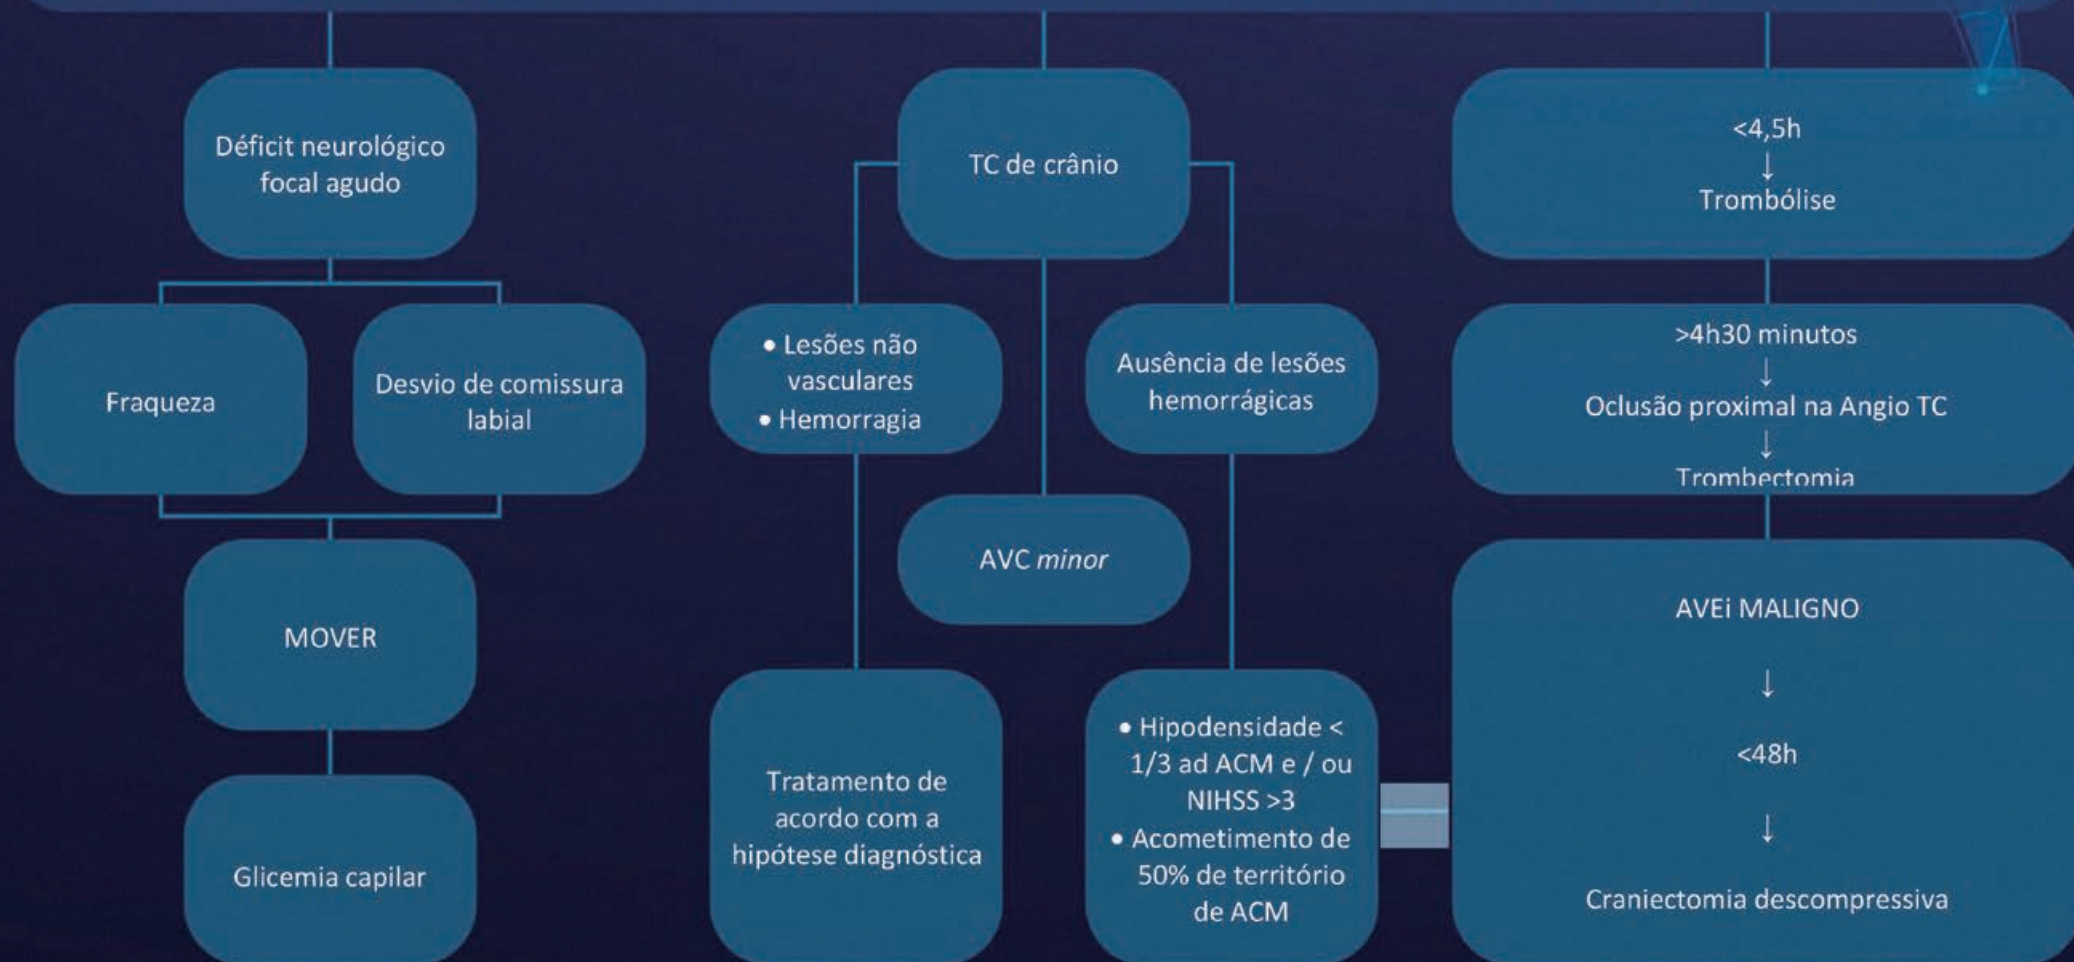 Déficit neurológico
focal agudo
Fraqueza
Desvio de comissura
labial
MOVER
Glicemia capilar
TC de crânio
• Lesões não
vasculares
• Hemorragia
Ausência de lesões
hemorrágicas
AVC minor
Tratamento de
acordo com a
hipótese diagnóstica
• Hipodensidade <
1/3 ad ACM e / ou
NIHSS >3
• Acometimento de
50% de território
de ACM
<4,5h
↓
Trombólise
>4h30 minutos
↓
Oclusão proximal na Angio TC
↓
Trombectomia
AVEi MALIGNO
↓
<48h
↓
Craniectomia descompressiva